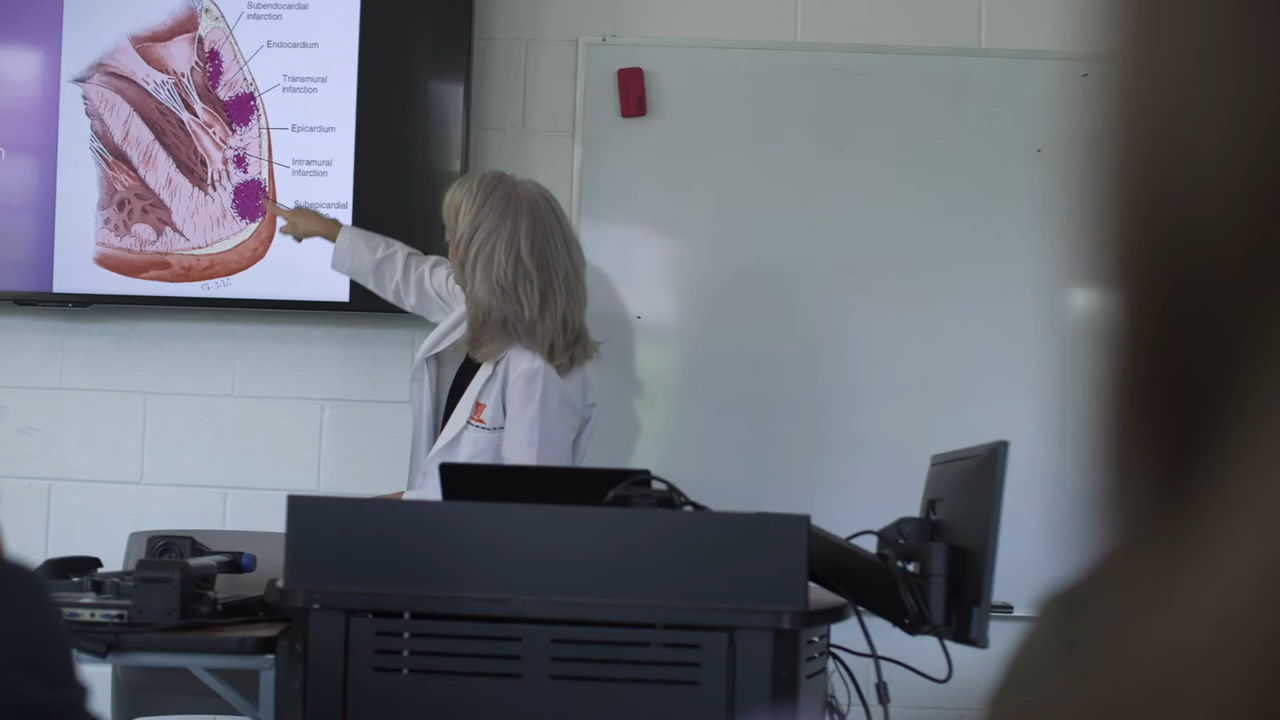 Subendocardial
infarction
Endocardium
Transmural
infarction
Epicardium
Intramural
infarction
Subepicardial